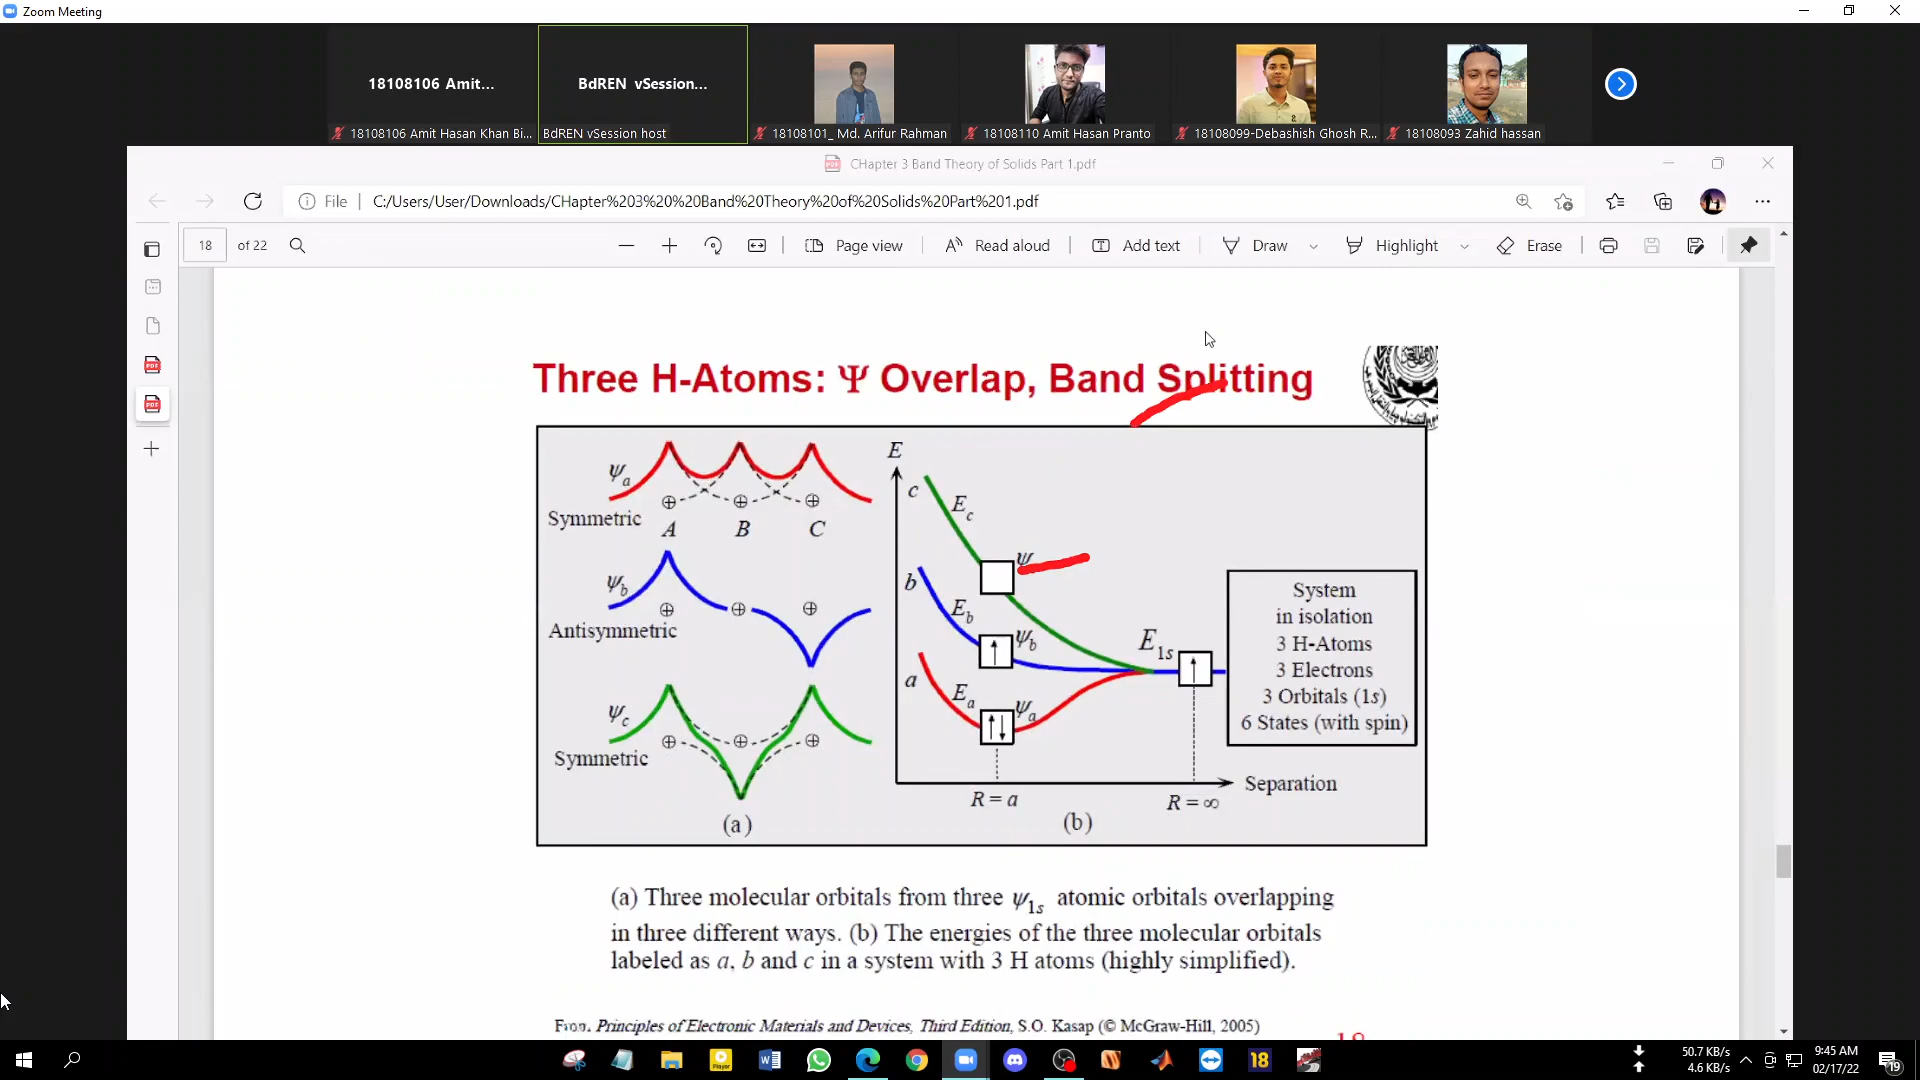 Zoom Meeting
18108106 Amit...
BdREN vSession...
18108106 Amit Hasan Khan Bi...
BdREN vSession host
18108101_ Md. Arifur Rahman
18108110 Amit Hasan Pranto
18108099-Debashish Ghosh R...
18108093 Zahid hassan
CHapter 3 Band Theory of Solids Part 1.pdf
File
C:/Users/User/Downloads/CHapter%203%20%20Band%20Theory%20of%20Solids%20Part%201.pdf
18 of 22
Page view
Read aloud
Add text
Draw
Highlight
Erase
Three H-Atoms: Ψ Overlap, Band Splitting
ψa
Symmetric
A B C
ψb
Antisymmetric
ψc
Symmetric
(a)
E
c
Ec
ψ
b
Eb
ψb
a
Ea
ψa
E1s
R = a
R = ∞
Separation
(b)
System
in isolation
3 H-Atoms
3 Electrons
3 Orbitals (1s)
6 States (with spin)
(a) Three molecular orbitals from three ψ1s atomic orbitals overlapping
in three different ways. (b) The energies of the three molecular orbitals
labeled as a, b and c in a system with 3 H atoms (highly simplified).
From Principles of Electronic Materials and Devices, Third Edition, S.O. Kasap (© McGraw-Hill, 2005)
18
Player
18
50.7 KB/s
4.6 KB/s
9:45 AM
02/17/22
19